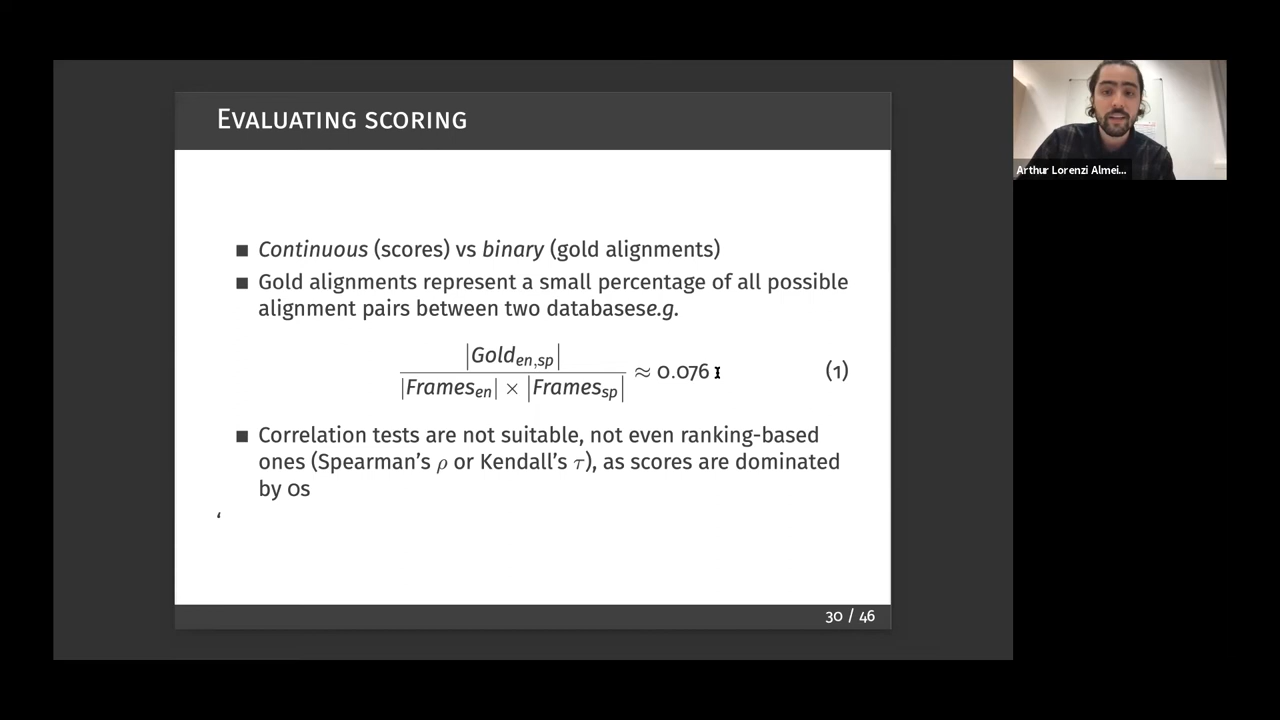 EVALUATING SCORING
Arthur Lorenzi Almei...
■ Continuous (scores) vs binary (gold alignments)
■ Gold alignments represent a small percentage of all possible
alignment pairs between two databasese.g.
|Gold_en,sp|
|Frames_en| × |Frames_sp| ≈ 0.076 (1)
■ Correlation tests are not suitable, not even ranking-based
ones (Spearman's ρ or Kendall's τ), as scores are dominated
by 0s
‘
30 / 46